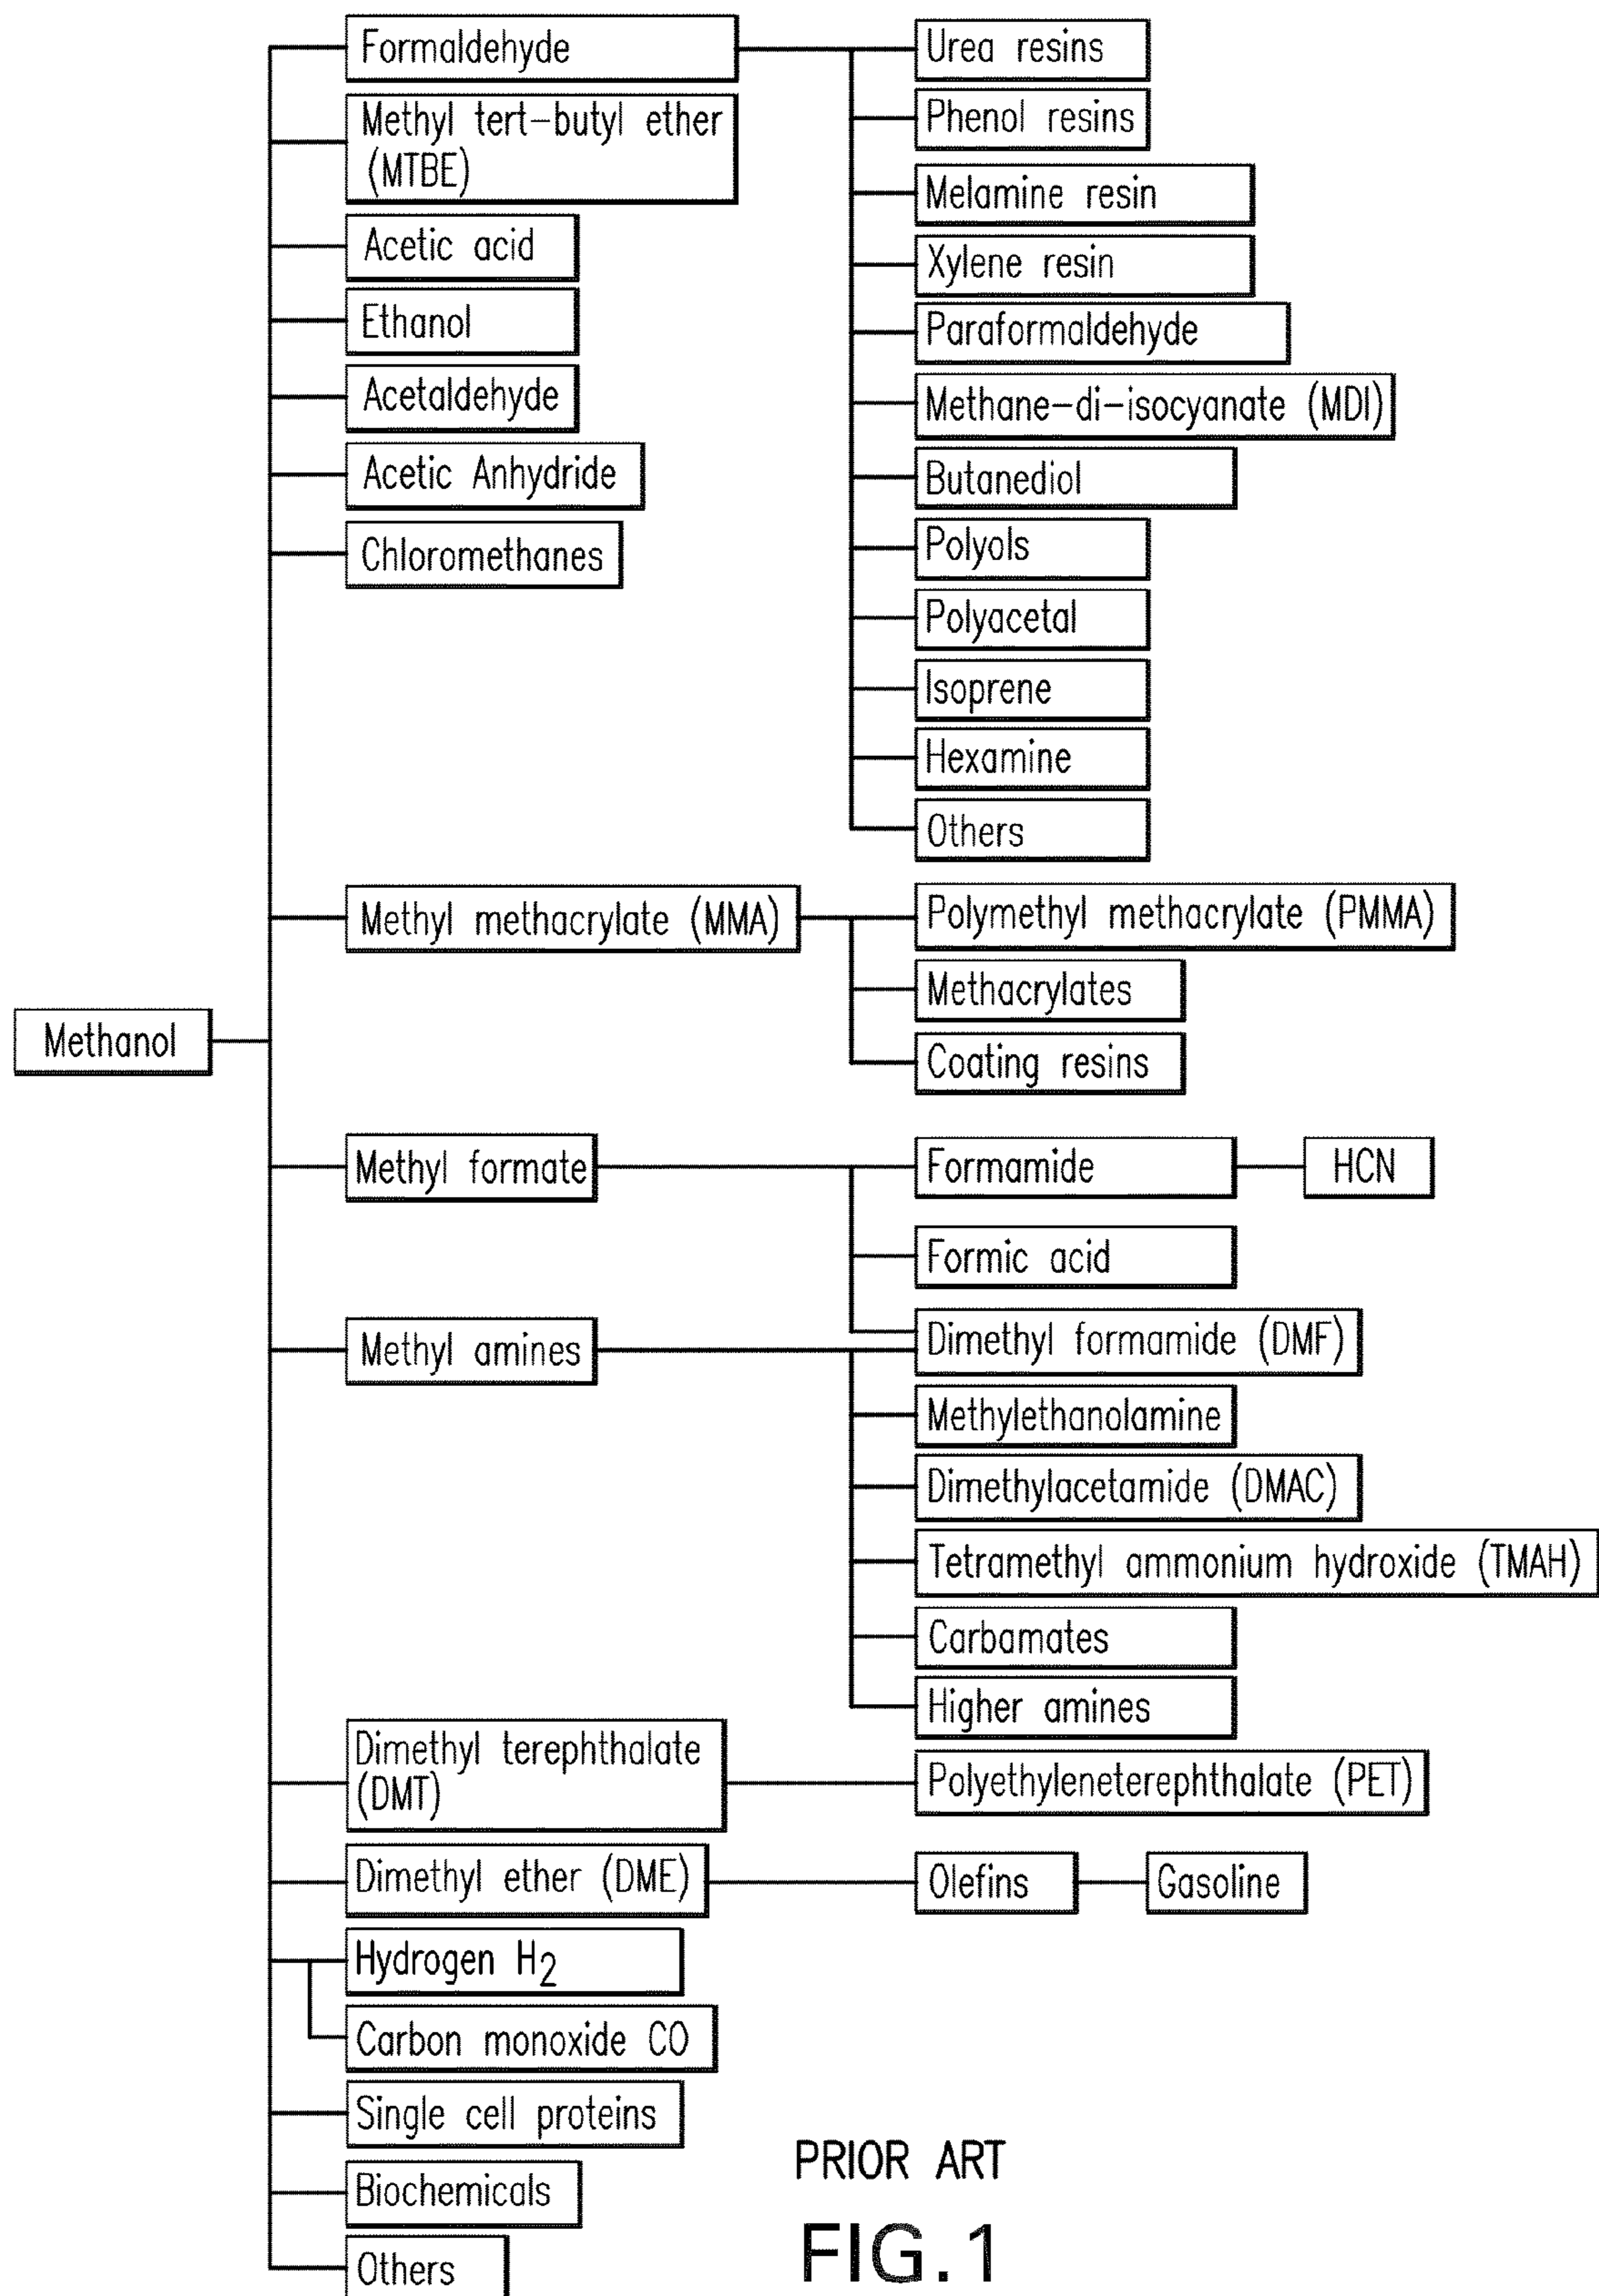 Formaldehyde
Urea resins
Phenol resins
Melamine resin
Xylene resin
Paraformaldehyde
Methane-di-isocyanate (MDI)
Butanediol
Polyols
Polyacetal
Isoprene
Hexamine
Others
Methyl tert-butyl ether
(MTBE)
Acetic acid
Ethanol
Acetaldehyde
Acetic Anhydride
Chloromethanes
Methyl methacrylate (MMA)
Polymethyl methacrylate (PMMA)
Methacrylates
Coating resins
Methanol
Methyl formate
Formamide
HCN
Formic acid
Dimethyl formamide (DMF)
Methyl amines
Methylethanolamine
Dimethylacetamide (DMAC)
Tetramethyl ammonium hydroxide (TMAH)
Carbamates
Higher amines
Dimethyl terephthalate
(DMT)
Polyethyleneterephthalate (PET)
Dimethyl ether (DME)
Olefins
Gasoline
Hydrogen H2
Carbon monoxide CO
Single cell proteins
Biochemicals
Others
PRIOR ART
FIG.1